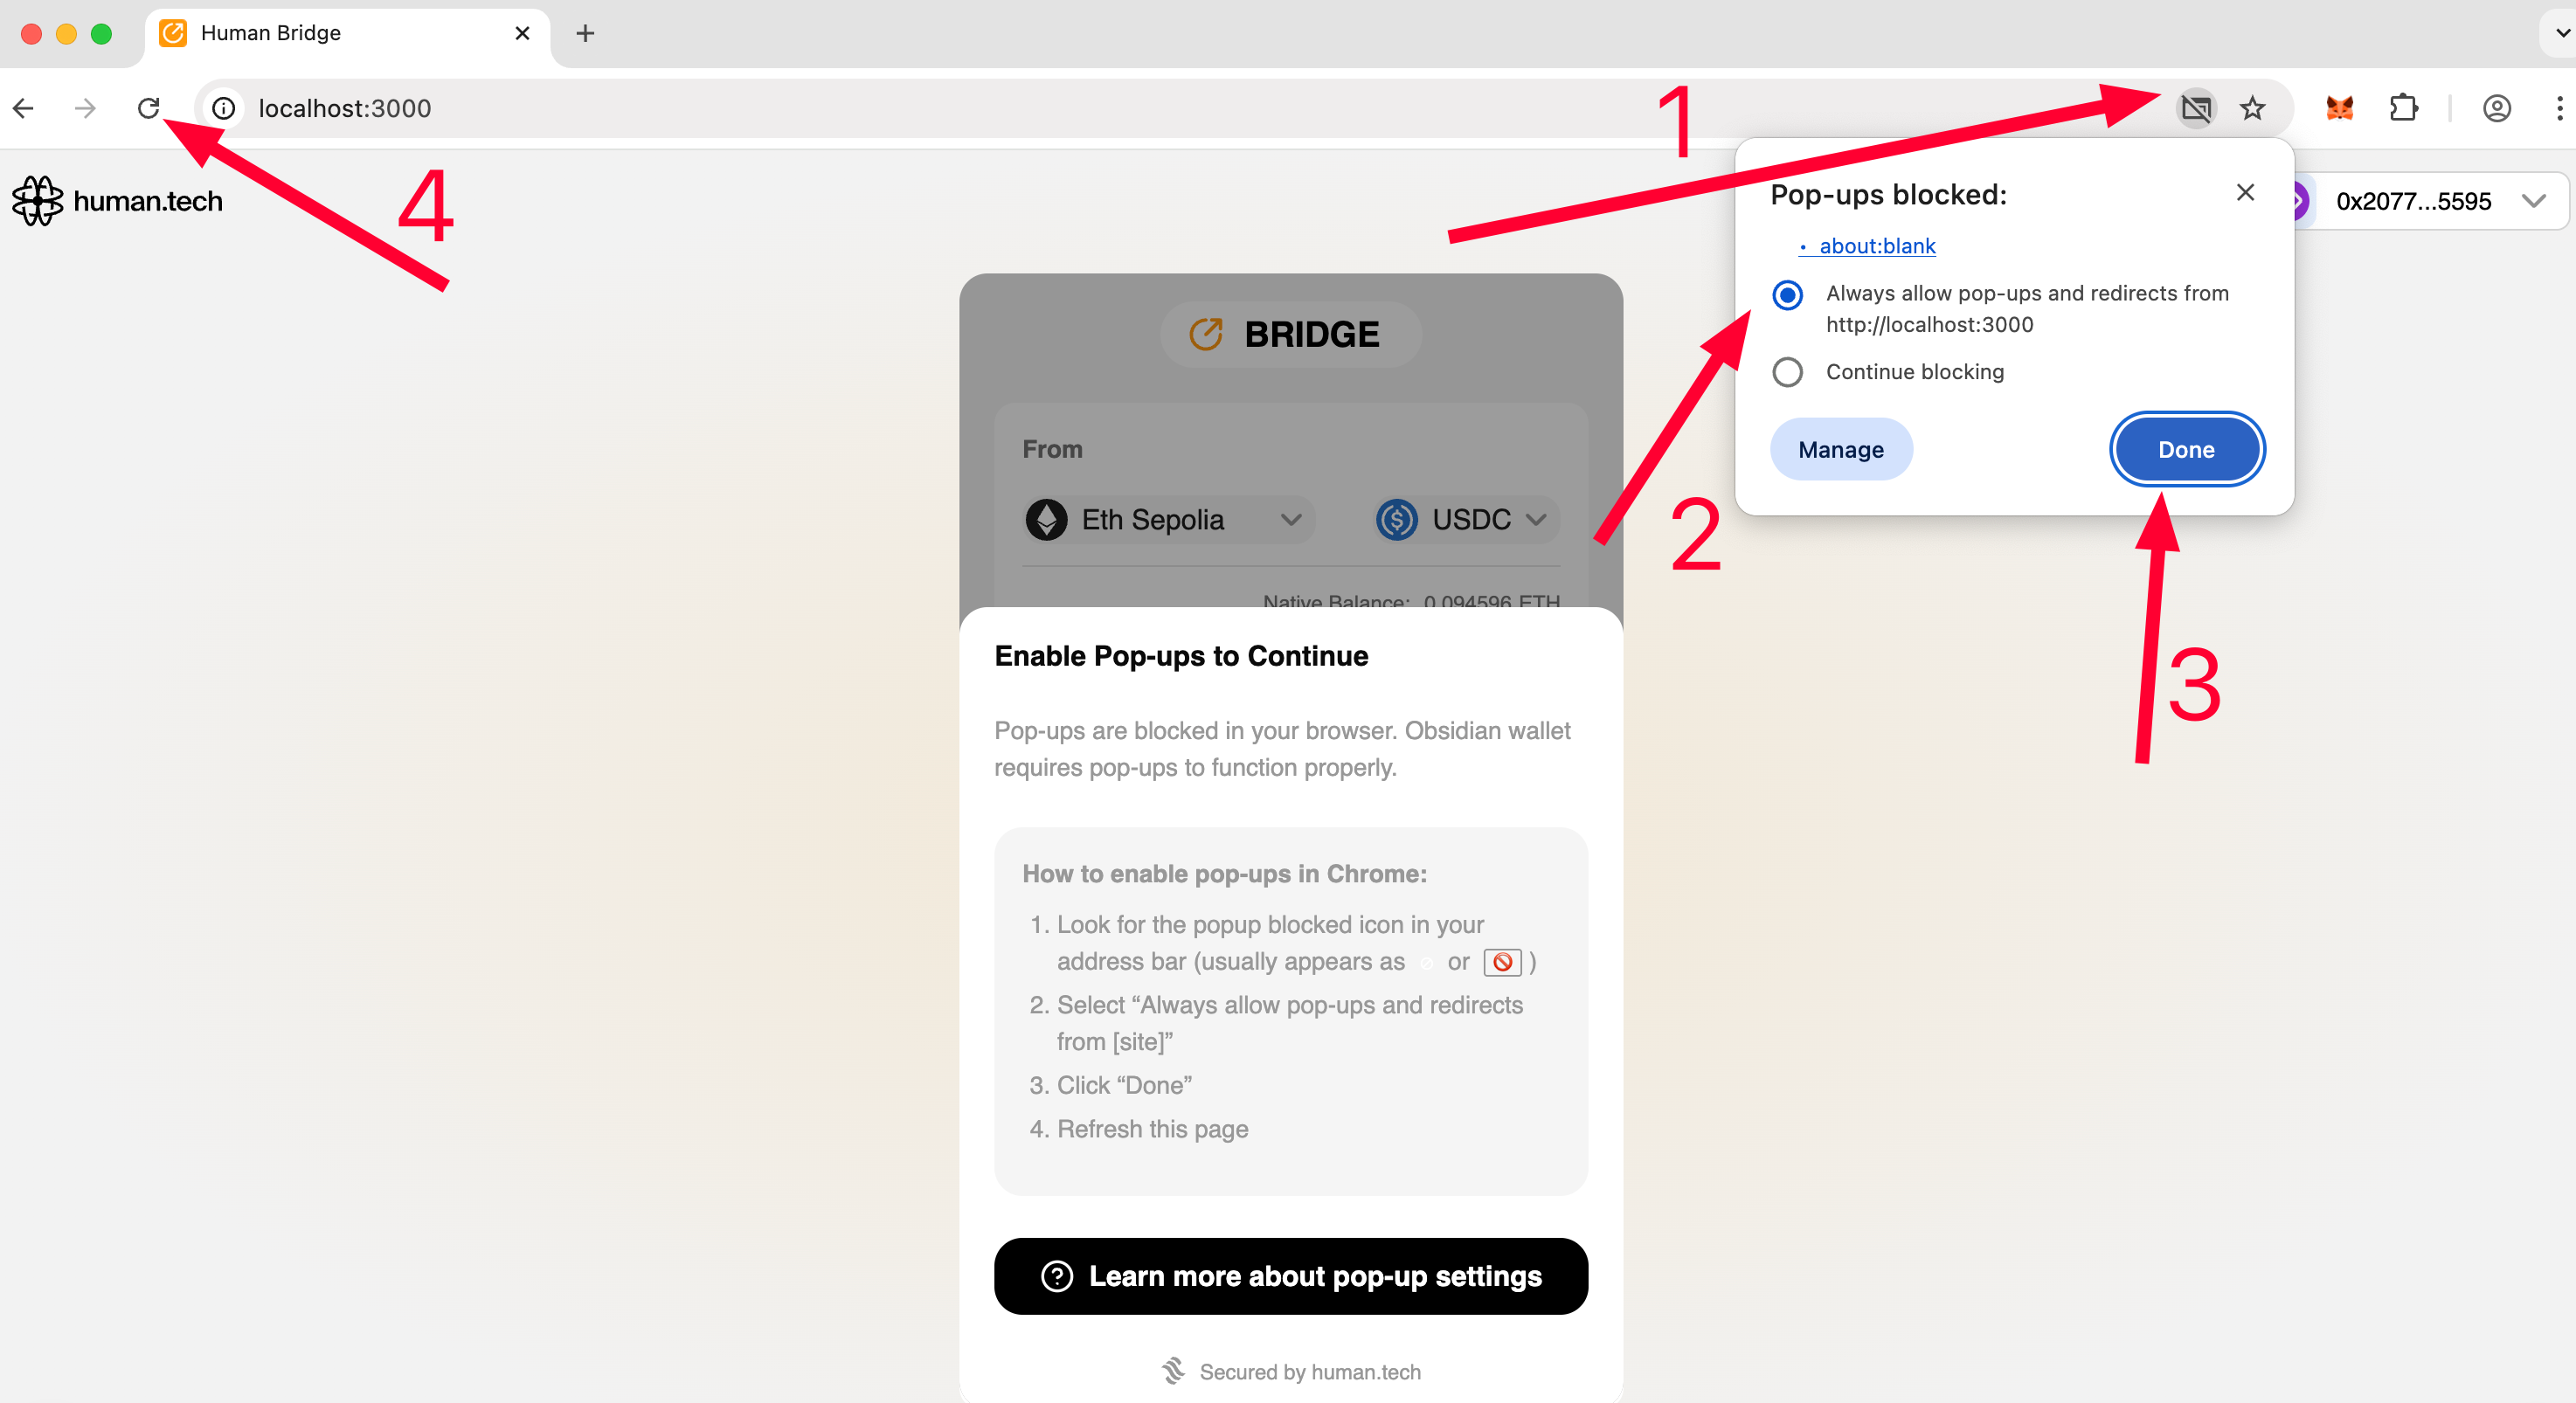 Human Bridge
localhost:3000
1
4
human.tech
Pop-ups blocked:
0x2077...5595
• about:blank
Always allow pop-ups and redirects from
http://localhost:3000
Continue blocking
Manage
Done
2
3
BRIDGE
From
Eth Sepolia
USDC
Native Balance: 0.094596 ETH
Enable Pop-ups to Continue
Pop-ups are blocked in your browser. Obsidian wallet
requires pop-ups to function properly.
How to enable pop-ups in Chrome:
1. Look for the popup blocked icon in your
address bar (usually appears as or )
2. Select “Always allow pop-ups and redirects
from [site]”
3. Click “Done”
4. Refresh this page
Learn more about pop-up settings
Secured by human.tech